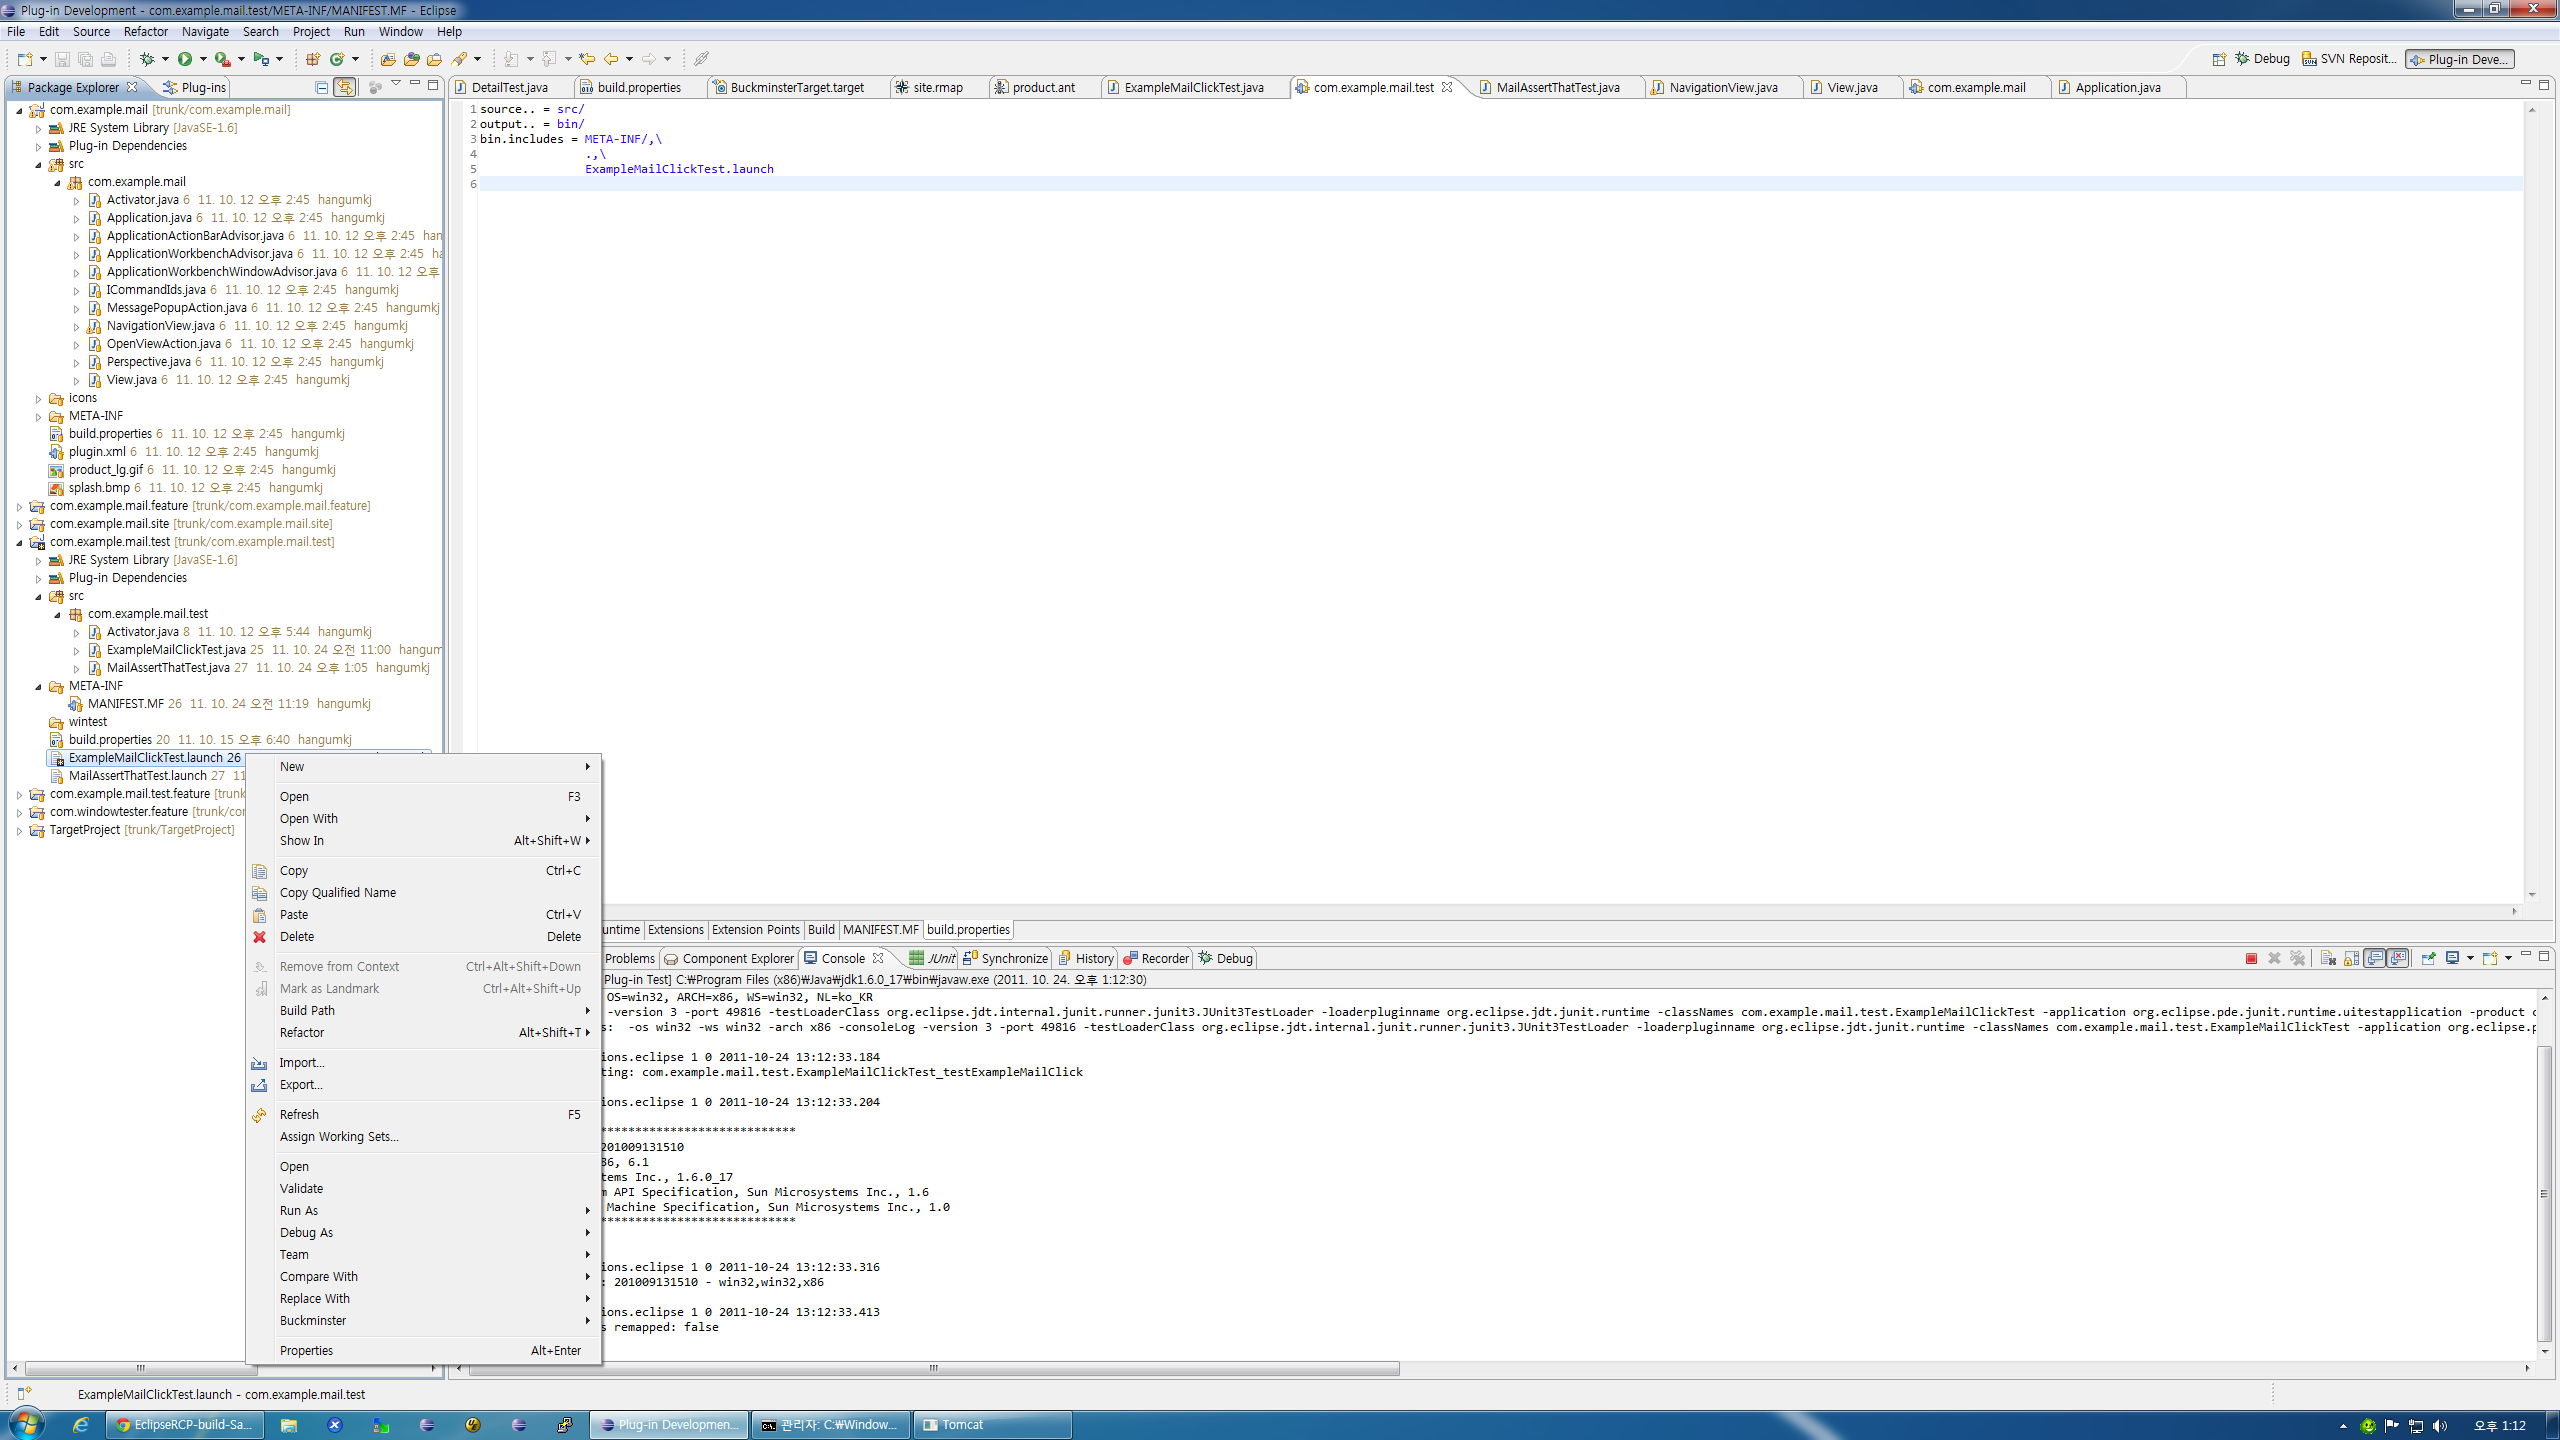 Plug-in Development - com.example.mail.test/META-INF/MANIFEST.MF - Eclipse
File Edit Source Refactor Navigate Search Project Run Window Help
Debug SVN Reposit... Plug-in Deve...
Package Explorer Plug-ins
DetailTest.java build.properties BuckminsterTarget.target site.rmap product.ant ExampleMailClickTest.java com.example.mail.test MailAssertThatTest.java NavigationView.java View.java com.example.mail Application.java
com.example.mail [trunk/com.example.mail]
JRE System Library [JavaSE-1.6]
Plug-in Dependencies
src
com.example.mail
Activator.java 6 11. 10. 12 오후 2:45 hangumkj
Application.java 6 11. 10. 12 오후 2:45 hangumkj
ApplicationActionBarAdvisor.java 6 11. 10. 12 오후 2:45 han
ApplicationWorkbenchAdvisor.java 6 11. 10. 12 오후 2:45 ha
ApplicationWorkbenchWindowAdvisor.java 6 11. 10. 12 오후
ICommandIds.java 6 11. 10. 12 오후 2:45 hangumkj
MessagePopupAction.java 6 11. 10. 12 오후 2:45 hangumkj
NavigationView.java 6 11. 10. 12 오후 2:45 hangumkj
OpenViewAction.java 6 11. 10. 12 오후 2:45 hangumkj
Perspective.java 6 11. 10. 12 오후 2:45 hangumkj
View.java 6 11. 10. 12 오후 2:45 hangumkj
icons
META-INF
build.properties 6 11. 10. 12 오후 2:45 hangumkj
plugin.xml 6 11. 10. 12 오후 2:45 hangumkj
product_lg.gif 6 11. 10. 12 오후 2:45 hangumkj
splash.bmp 6 11. 10. 12 오후 2:45 hangumkj
com.example.mail.feature [trunk/com.example.mail.feature]
com.example.mail.site [trunk/com.example.mail.site]
com.example.mail.test [trunk/com.example.mail.test]
JRE System Library [JavaSE-1.6]
Plug-in Dependencies
src
com.example.mail.test
Activator.java 8 11. 10. 12 오후 5:44 hangumkj
ExampleMailClickTest.java 25 11. 10. 24 오전 11:00 hangum
MailAssertThatTest.java 27 11. 10. 24 오후 1:05 hangumkj
META-INF
MANIFEST.MF 26 11. 10. 24 오전 11:19 hangumkj
wintest
build.properties 20 11. 10. 15 오후 6:40 hangumkj
ExampleMailClickTest.launch 26
MailAssertThatTest.launch 27 11
com.example.mail.test.feature [trunk
com.windowtester.feature [trunk/cor
TargetProject [trunk/TargetProject]
1 source.. = src/
2 output.. = bin/
3 bin.includes = META-INF/,\
4 .,\
5 ExampleMailClickTest.launch
6
New
Open F3
Open With
Show In Alt+Shift+W
Copy Ctrl+C
Copy Qualified Name
Paste Ctrl+V
Delete Delete
Remove from Context Ctrl+Alt+Shift+Down
Mark as Landmark Ctrl+Alt+Shift+Up
Build Path
Refactor Alt+Shift+T
Import...
Export...
Refresh F5
Assign Working Sets...
Open
Validate
Run As
Debug As
Team
Compare With
Replace With
Buckminster
Properties Alt+Enter
untime Extensions Extension Points Build MANIFEST.MF build.properties
Problems Component Explorer Console JUnit Synchronize History Recorder Debug
Plug-in Test] C:₩Program Files (x86)₩Java₩jdk1.6.0_17₩bin₩javaw.exe (2011. 10. 24. 오후 1:12:30)
OS=win32, ARCH=x86, WS=win32, NL=ko_KR
-version 3 -port 49816 -testLoaderClass org.eclipse.jdt.internal.junit.runner.junit3.JUnit3TestLoader -loaderpluginname org.eclipse.jdt.junit.runtime -classNames com.example.mail.test.ExampleMailClickTest -application org.eclipse.pde.junit.runtime.uitestapplication -product
s: -os win32 -ws win32 -arch x86 -consoleLog -version 3 -port 49816 -testLoaderClass org.eclipse.jdt.internal.junit.runner.junit3.JUnit3TestLoader -loaderpluginname org.eclipse.jdt.junit.runtime -classNames com.example.mail.test.ExampleMailClickTest -application org.eclipse.p
ions.eclipse 1 0 2011-10-24 13:12:33.184
ting: com.example.mail.test.ExampleMailClickTest_testExampleMailClick
ions.eclipse 1 0 2011-10-24 13:12:33.204
****************************
201009131510
86, 6.1
tems Inc., 1.6.0_17
m API Specification, Sun Microsystems Inc., 1.6
Machine Specification, Sun Microsystems Inc., 1.0
****************************
ions.eclipse 1 0 2011-10-24 13:12:33.316
: 201009131510 - win32,win32,x86
ions.eclipse 1 0 2011-10-24 13:12:33.413
s remapped: false
ExampleMailClickTest.launch - com.example.mail.test
EclipseRCP-build-Sa... Plug-in Developmen... 관리자: C:₩Window... Tomcat 오후 1:12